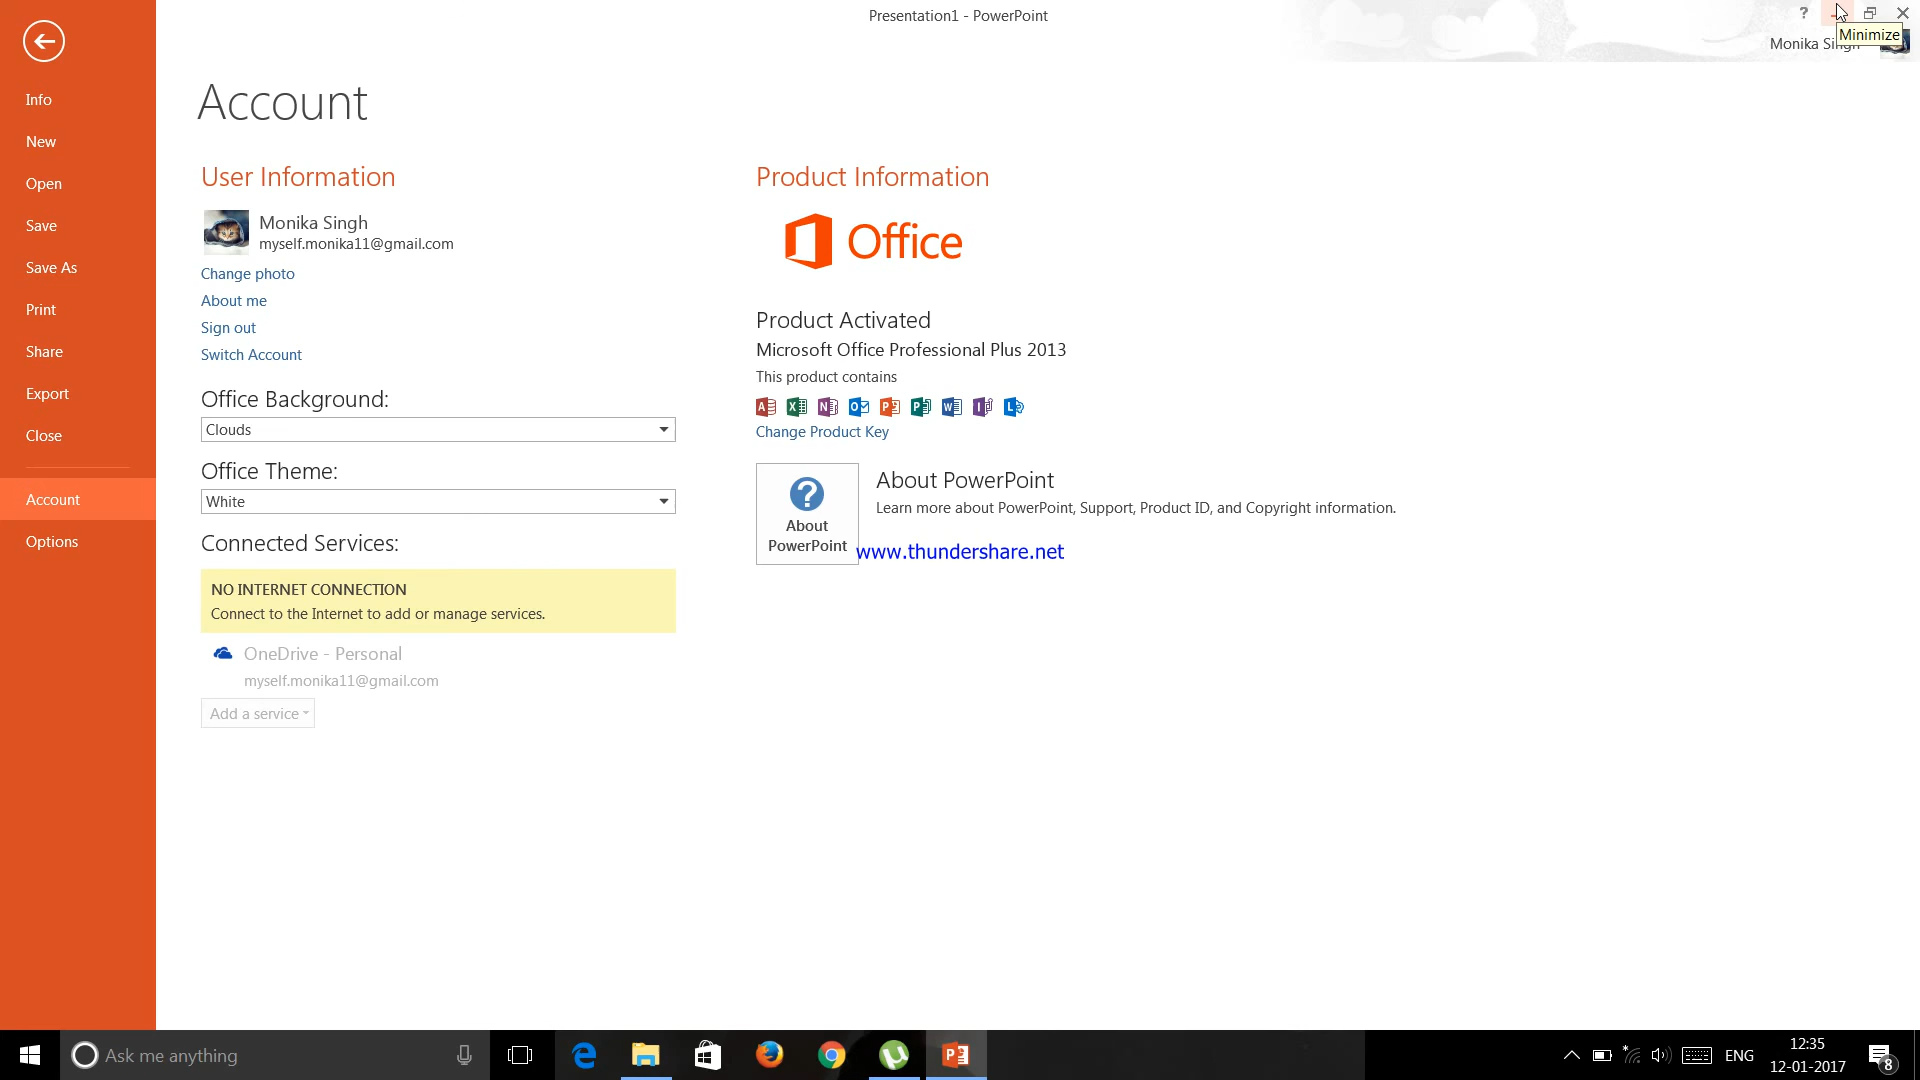 Presentation1 - PowerPoint
?
Minimize
Monika Singh
Info
New
Open
Save
Save As
Print
Share
Export
Close
Account
Options
Account
User Information
Monika Singh
myself.monika11@gmail.com
Change photo
About me
Sign out
Switch Account
Office Background:
Clouds
Office Theme:
White
Connected Services:
NO INTERNET CONNECTION
Connect to the Internet to add or manage services.
OneDrive - Personal
myself.monika11@gmail.com
Add a service
Product Information
Office
Product Activated
Microsoft Office Professional Plus 2013
This product contains
Change Product Key
About
PowerPoint
About PowerPoint
Learn more about PowerPoint, Support, Product ID, and Copyright information.
www.thundershare.net
Ask me anything
ENG
12:35
12-01-2017
8